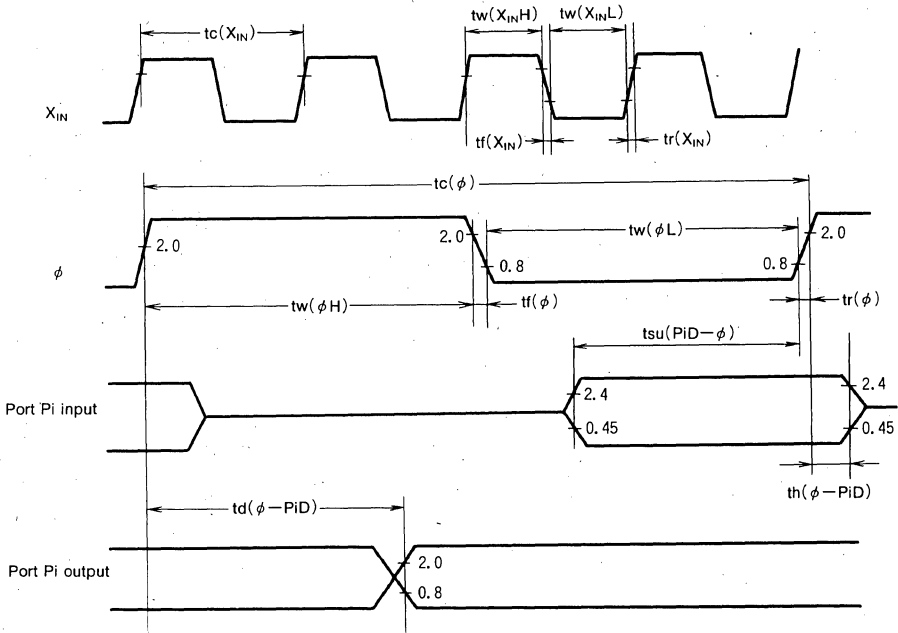 tc(XIN)
tw(XINH)
tw(XINL)
XIN
tf(XIN)
tr(XIN)
tc(φ)
2.0
2.0
tw(φL)
2.0
φ
0.8
0.8
tw(φH)
tf(φ)
tr(φ)
tsu(PiD−φ)
Port Pi input
2.4
2.4
0.45
0.45
th(φ−PiD)
td(φ−PiD)
Port Pi output
2.0
0.8